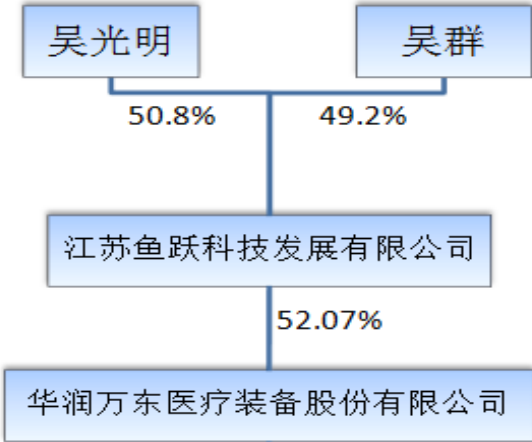 吴光明
吴群
50.8%
49.2%
江苏鱼跃科技发展有限公司
52.07%
华润万东医疗装备股份有限公司